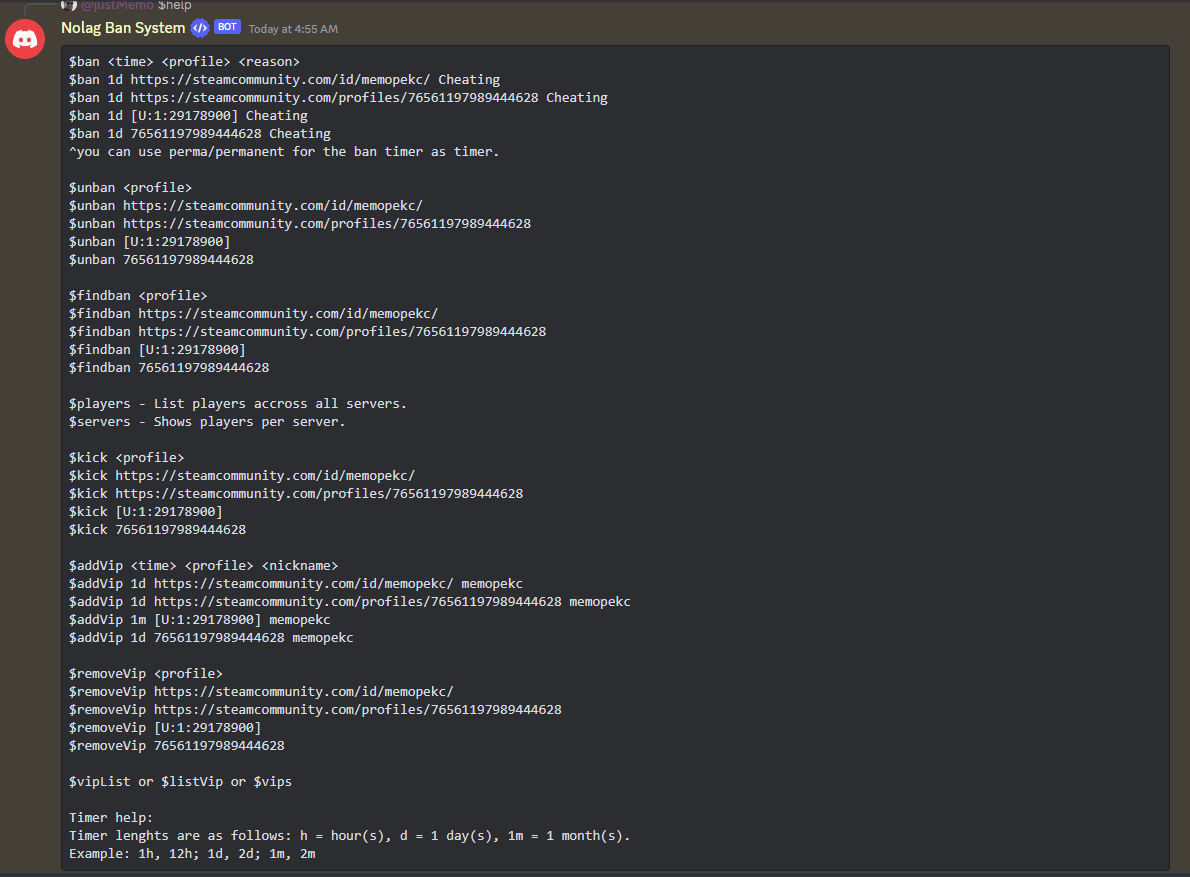 @justMemo $help
Nolag Ban System BOT Today at 4:55 AM
$ban <time> <profile> <reason>
$ban 1d https://steamcommunity.com/id/memopekc/ Cheating
$ban 1d https://steamcommunity.com/profiles/76561197989444628 Cheating
$ban 1d [U:1:29178900] Cheating
$ban 1d 76561197989444628 Cheating
^you can use perma/permanent for the ban timer as timer.
$unban <profile>
$unban https://steamcommunity.com/id/memopekc/
$unban https://steamcommunity.com/profiles/76561197989444628
$unban [U:1:29178900]
$unban 76561197989444628
$findban <profile>
$findban https://steamcommunity.com/id/memopekc/
$findban https://steamcommunity.com/profiles/76561197989444628
$findban [U:1:29178900]
$findban 76561197989444628
$players - List players accross all servers.
$servers - Shows players per server.
$kick <profile>
$kick https://steamcommunity.com/id/memopekc/
$kick https://steamcommunity.com/profiles/76561197989444628
$kick [U:1:29178900]
$kick 76561197989444628
$addVip <time> <profile> <nickname>
$addVip 1d https://steamcommunity.com/id/memopekc/ memopekc
$addVip 1d https://steamcommunity.com/profiles/76561197989444628 memopekc
$addVip 1m [U:1:29178900] memopekc
$addVip 1d 76561197989444628 memopekc
$removeVip <profile>
$removeVip https://steamcommunity.com/id/memopekc/
$removeVip https://steamcommunity.com/profiles/76561197989444628
$removeVip [U:1:29178900]
$removeVip 76561197989444628
$vipList or $listVip or $vips
Timer help:
Timer lenghts are as follows: h = hour(s), d = 1 day(s), 1m = 1 month(s).
Example: 1h, 12h; 1d, 2d; 1m, 2m